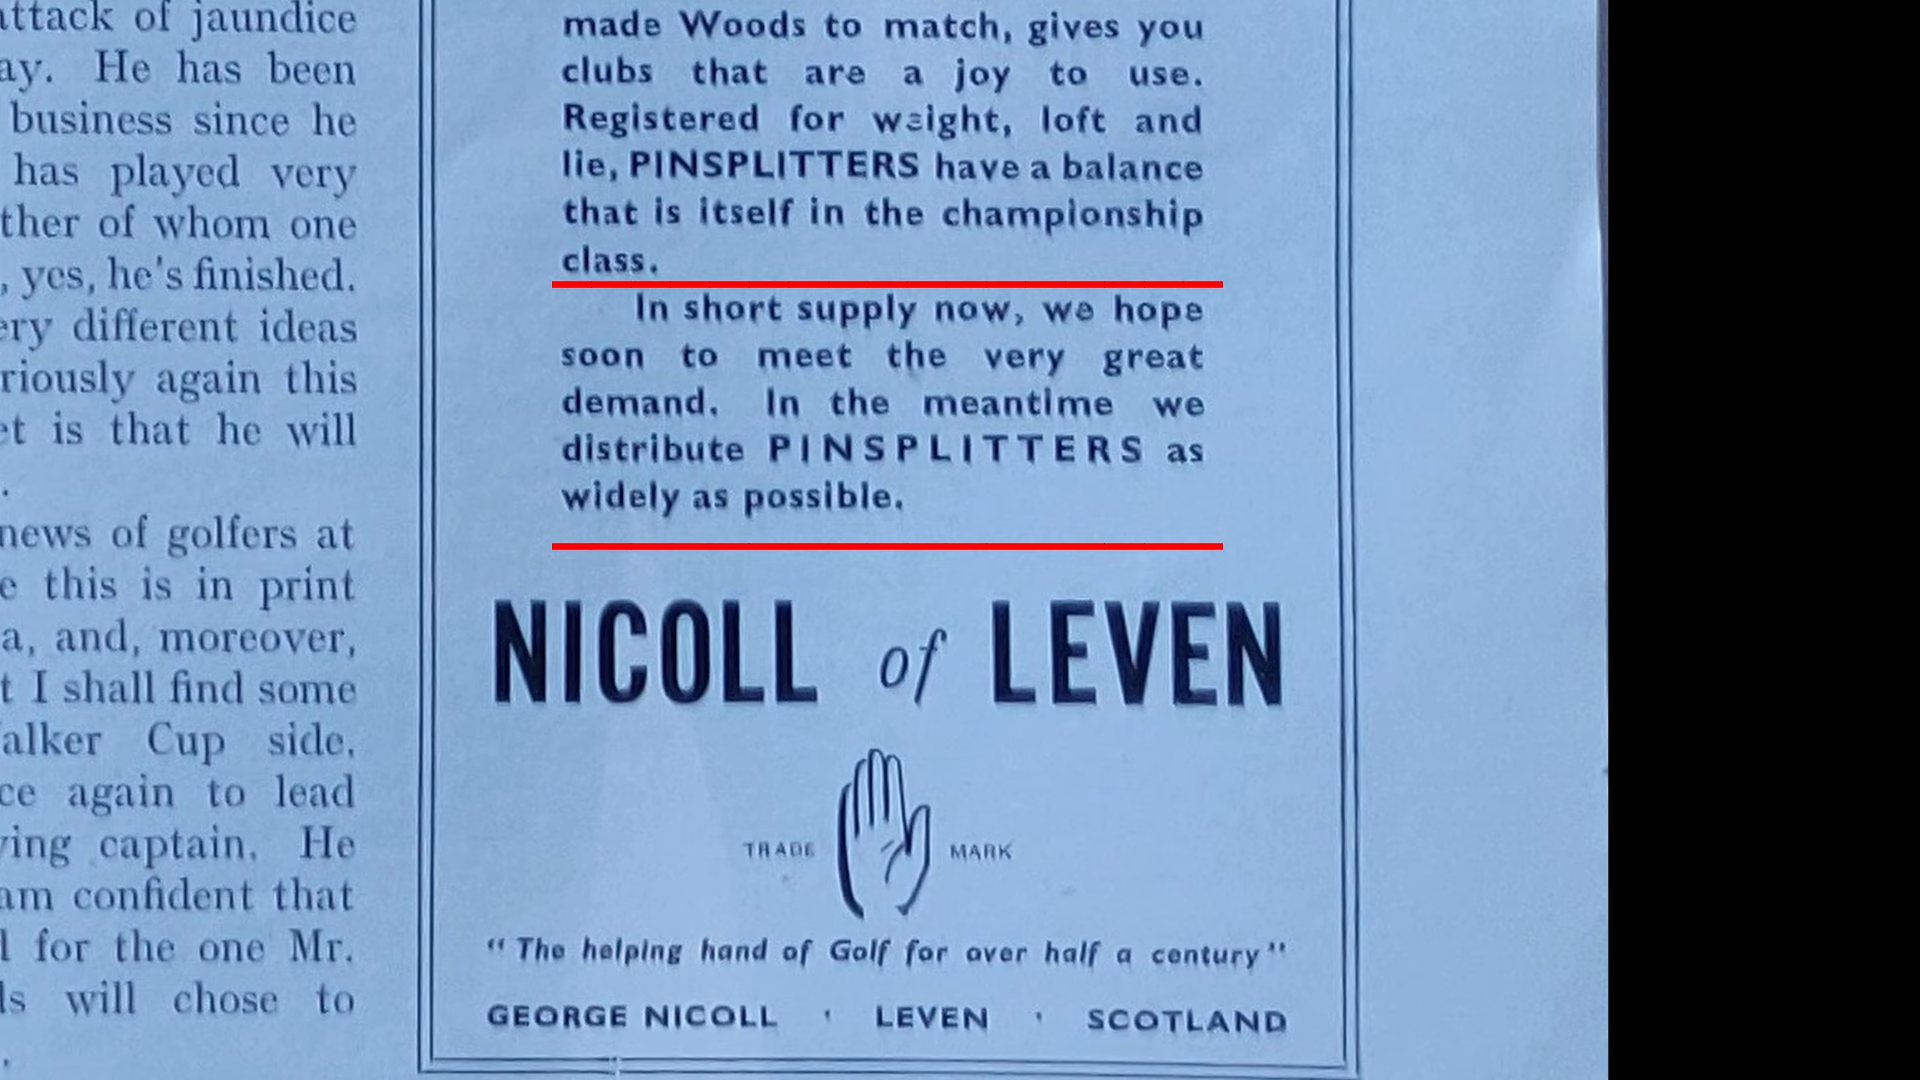 attack of jaundice
ay. He has been
business since he
has played very
ther of whom one
, yes, he's finished.
ery different ideas
riously again this
et is that he will
.
news of golfers at
e this is in print
a, and, moreover,
t I shall find some
alker Cup side,
ce again to lead
ying captain. He
am confident that
l for the one Mr.
ls will chose to
.
made Woods to match, gives you
clubs that are a joy to use.
Registered for weight, loft and
lie, PINSPLITTERS have a balance
that is itself in the championship
class.
In short supply now, we hope
soon to meet the very great
demand. In the meantime we
distribute PINSPLITTERS as
widely as possible.
NICOLL of LEVEN
TRADE MARK
"The helping hand of Golf for over half a century"
GEORGE NICOLL · LEVEN · SCOTLAND